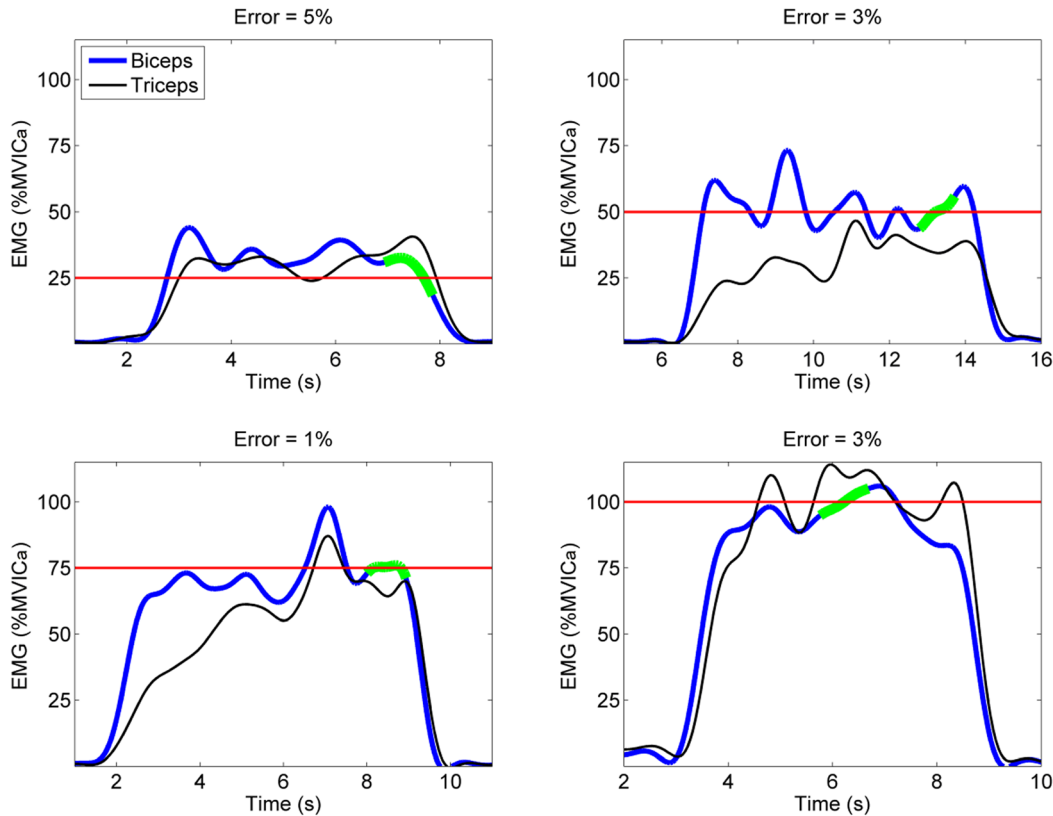 Error = 5%
EMG (%MVICa)
100
75
50
25
Biceps
Triceps
2 4 6 8
Time (s)
Error = 3%
EMG (%MVICa)
100
75
50
25
6 8 10 12 14 16
Time (s)
Error = 1%
EMG (%MVICa)
100
75
50
25
2 4 6 8 10
Time (s)
Error = 3%
EMG (%MVICa)
100
75
50
25
2 4 6 8 10
Time (s)